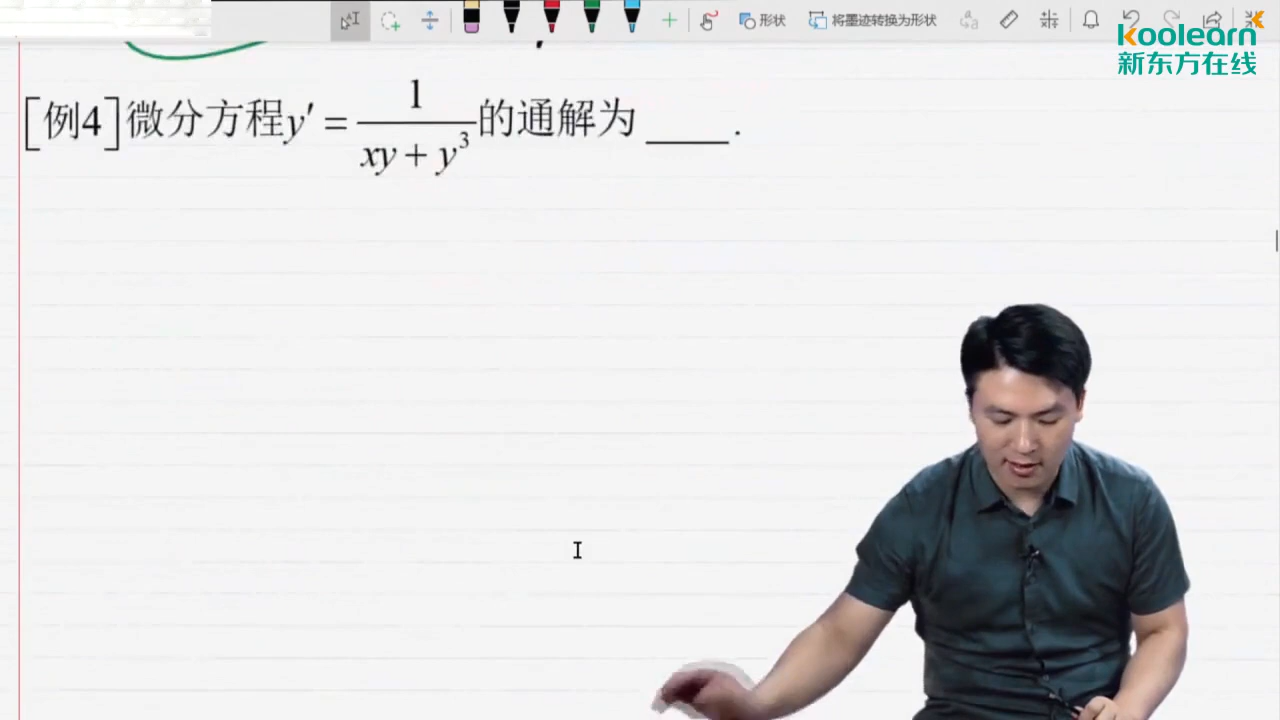 形状 将墨迹转换为形状
koolearn
新东方在线
[例4]微分方程y′ = 1/(xy + y³)的通解为 ____ .